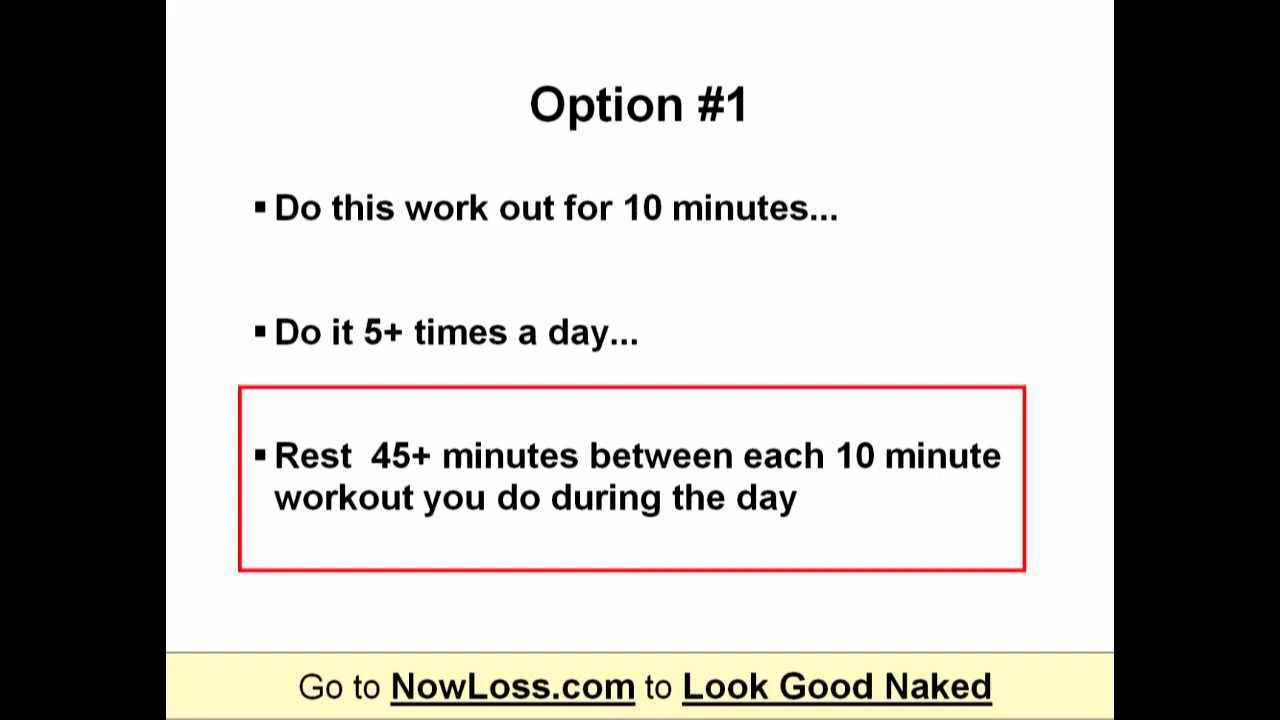 Option #1
▪ Do this work out for 10 minutes...
▪ Do it 5+ times a day...
▪ Rest  45+ minutes between each 10 minute
workout you do during the day
Go to NowLoss.com to Look Good Naked